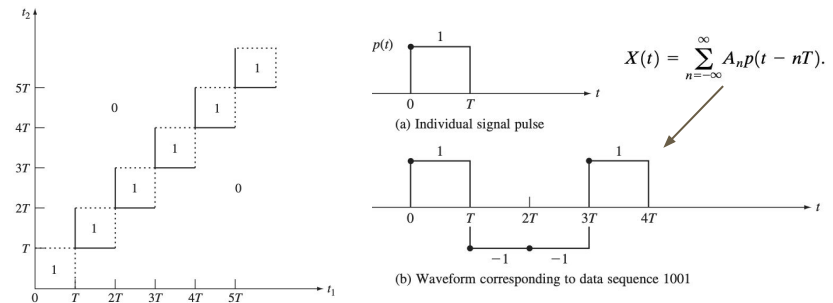 t₂
1
5T
1
0
4T
1
3T
1
0
2T
1
T
1
0 T 2T 3T 4T 5T t₁
p(t)
1
0 T t
(a) Individual signal pulse
X(t) = ∑_{n=−∞}^{∞} Aₙp(t − nT).
1 1
0 T 2T 3T 4T t
−1 −1
(b) Waveform corresponding to data sequence 1001